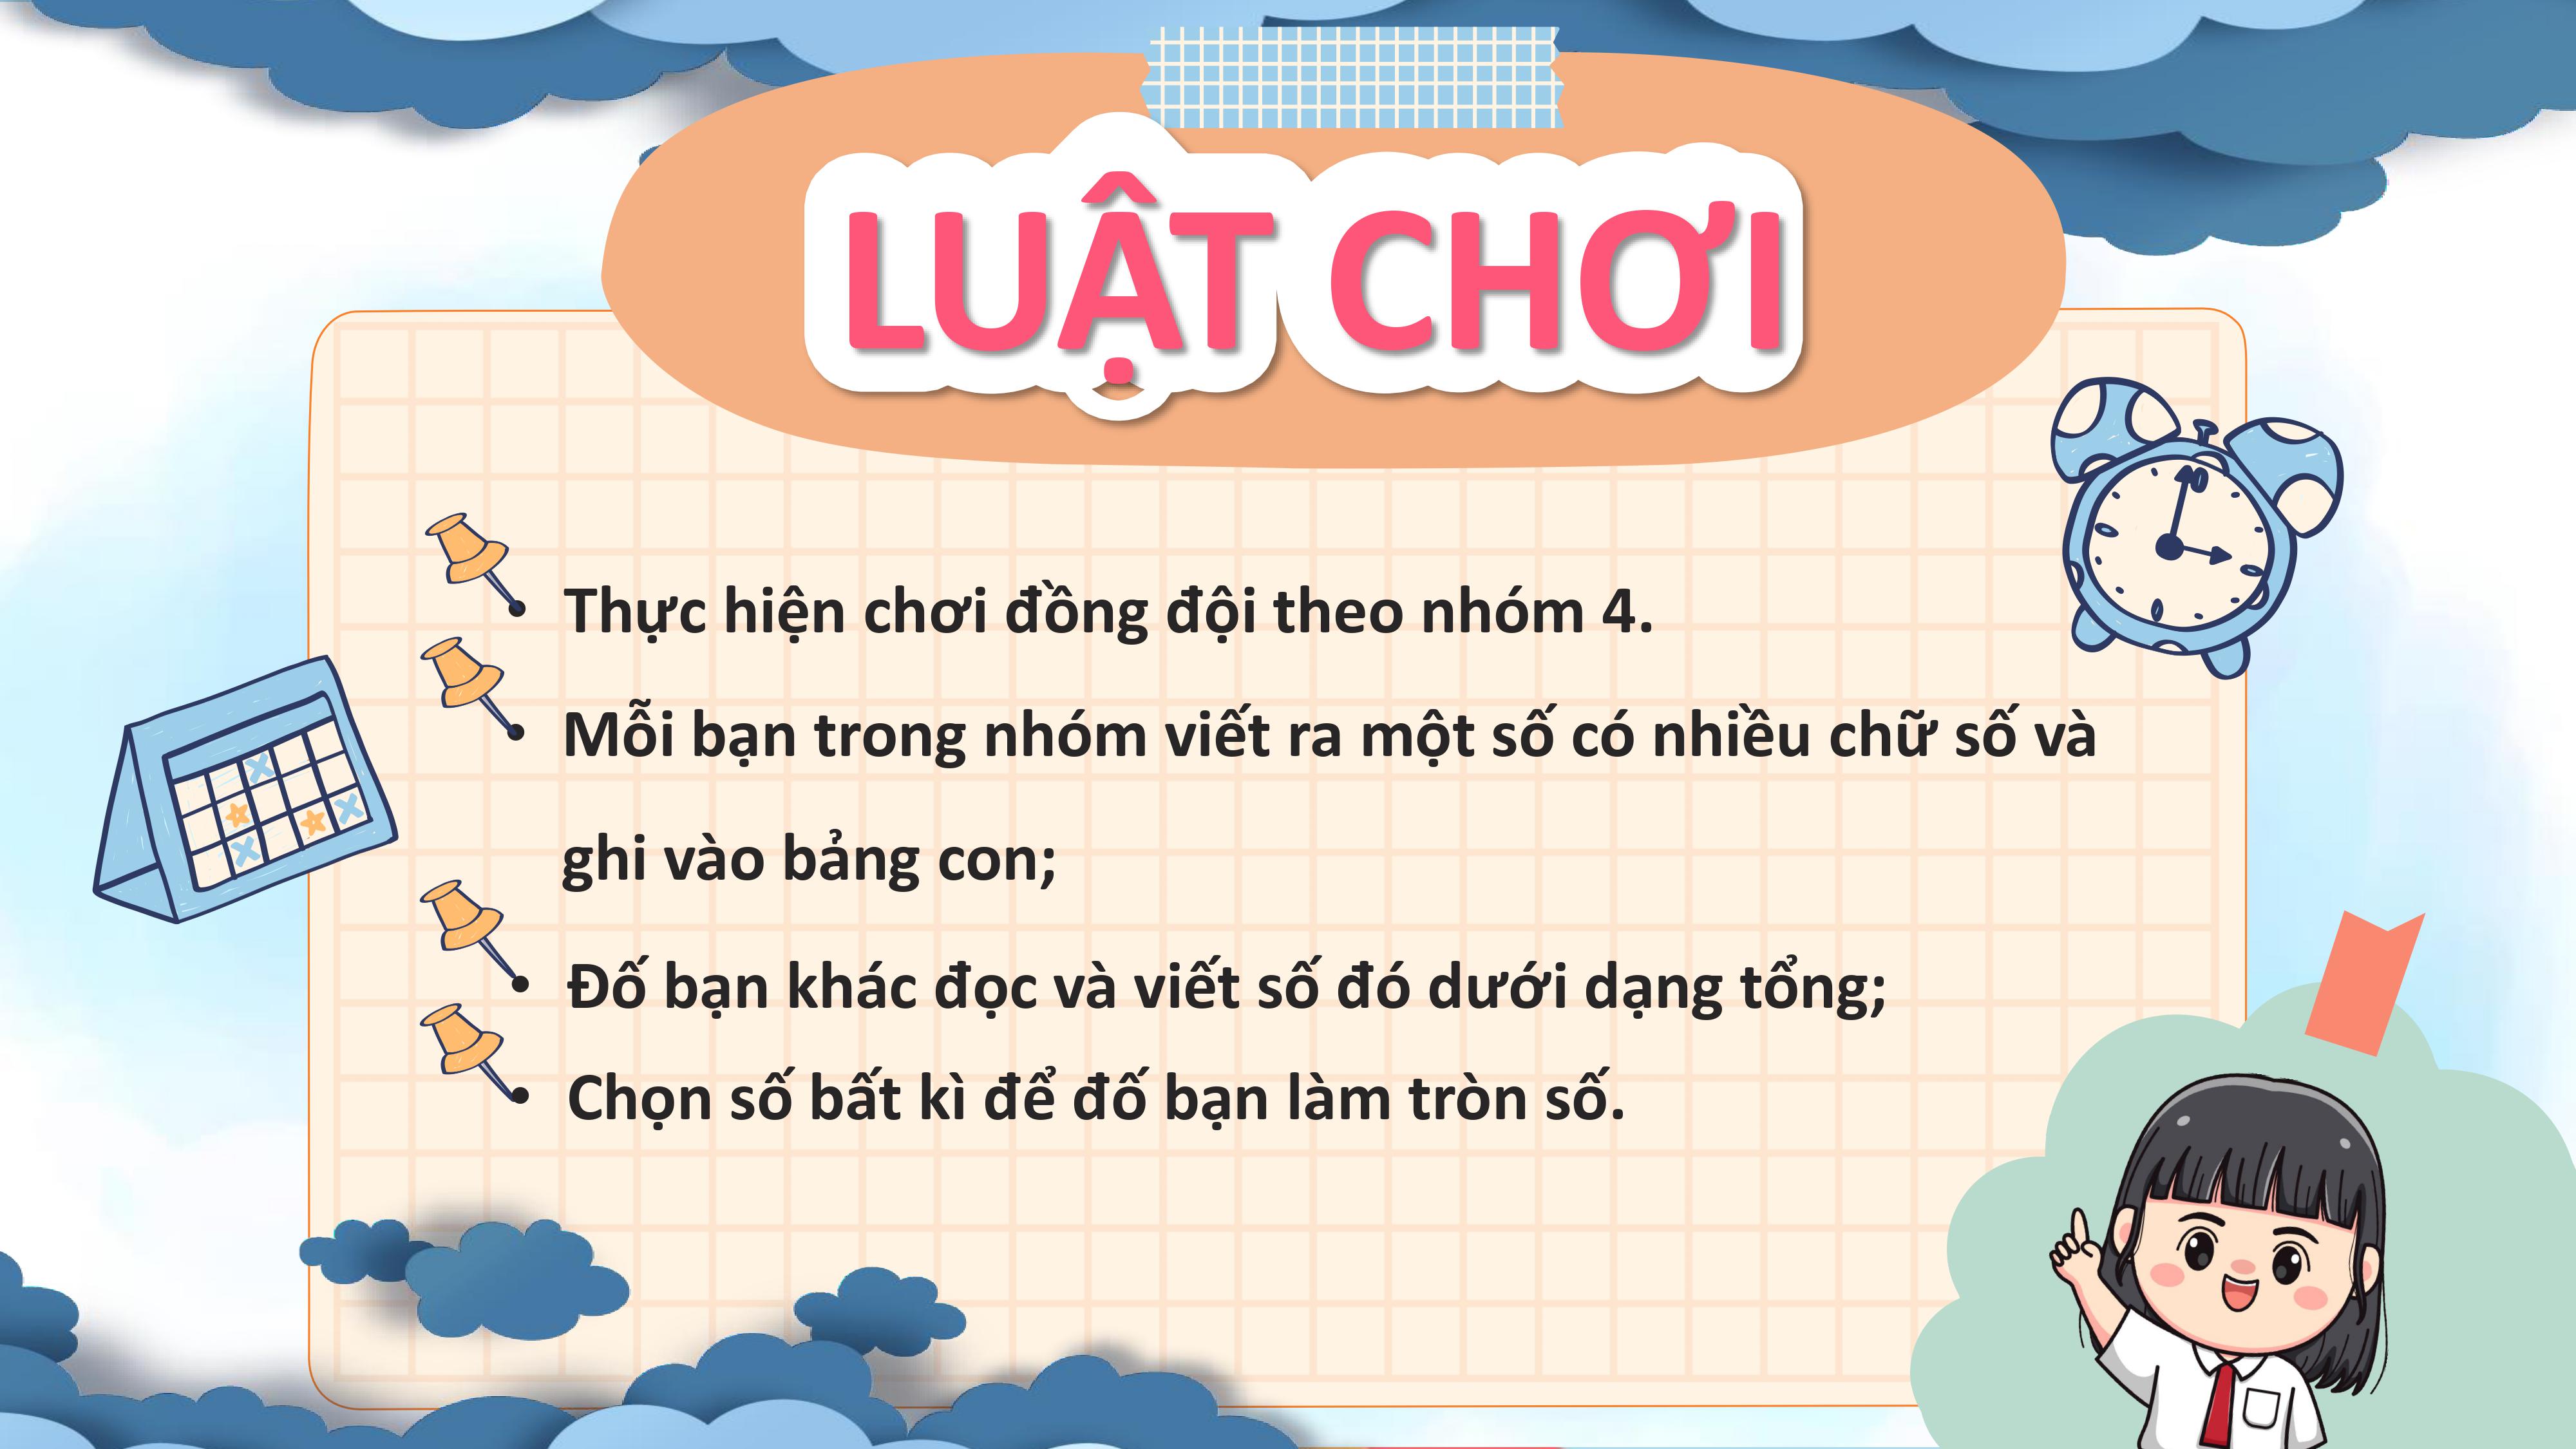 LUẬT CHƠI
• Thực hiện chơi đồng đội theo nhóm 4.
• Mỗi bạn trong nhóm viết ra một số có nhiều chữ số và
ghi vào bảng con;
• Đố bạn khác đọc và viết số đó dưới dạng tổng;
• Chọn số bất kì để đố bạn làm tròn số.